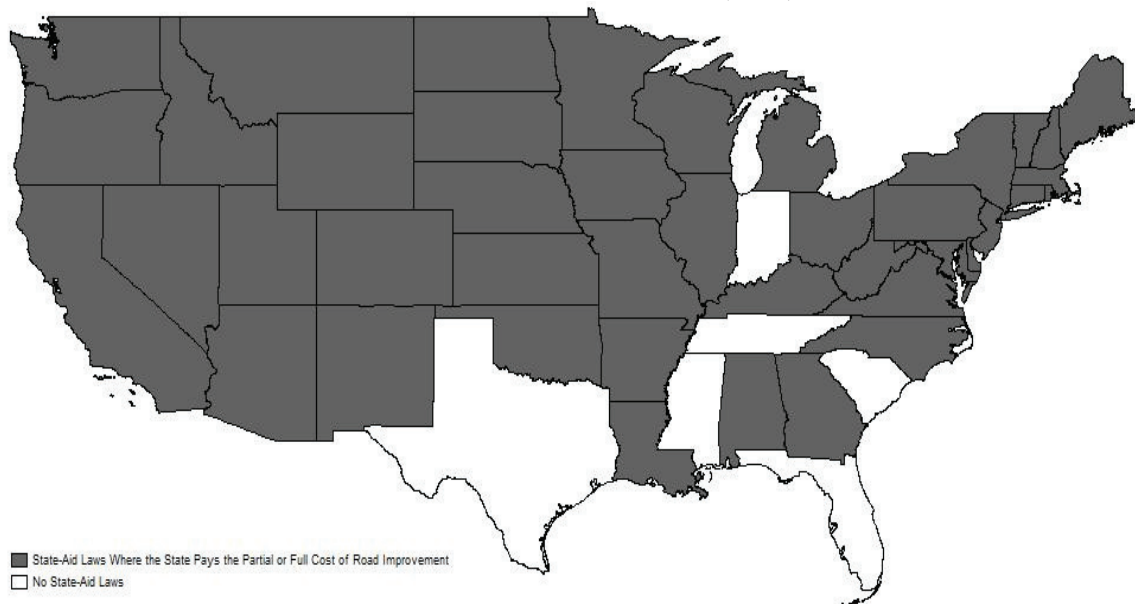 State-Aid Laws Where the State Pays the Partial or Full Cost of Road Improvement
No State-Aid Laws